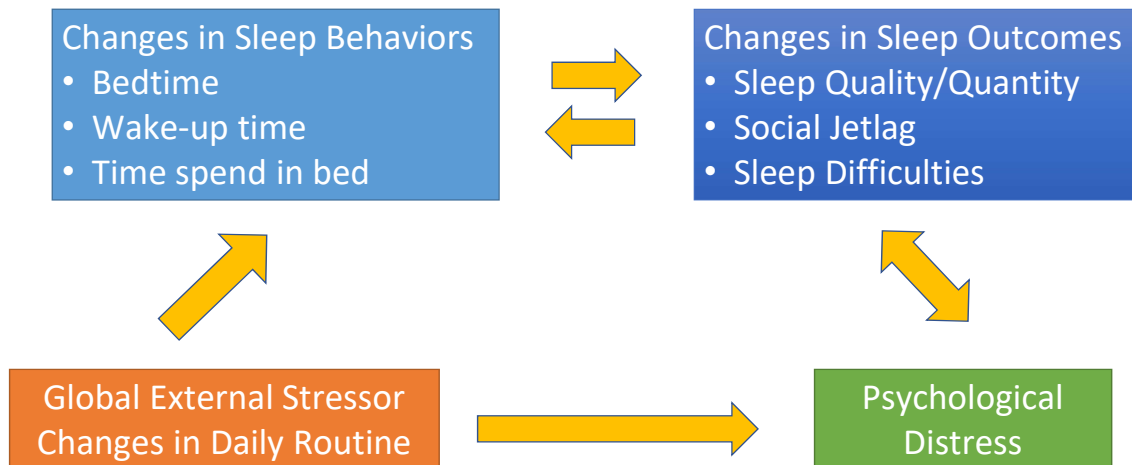 Changes in Sleep Behaviors
• Bedtime
• Wake-up time
• Time spend in bed
Changes in Sleep Outcomes
• Sleep Quality/Quantity
• Social Jetlag
• Sleep Difficulties
Global External Stressor
Changes in Daily Routine
Psychological
Distress